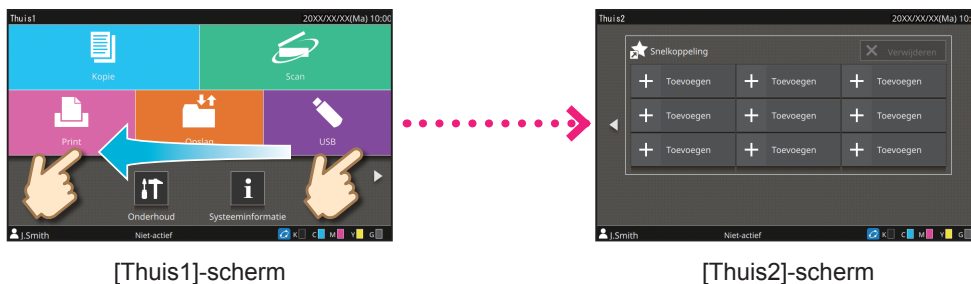 Thuis1 20XX/XX/XX(Ma) 10:00
Kopie Scan
Print Opslag USB
Onderhoud Systeeminformatie
J.Smith Niet-actief K C M Y G
[Thuis1]-scherm
Thuis2 20XX/XX/XX(Ma) 10:
Snelkoppeling Verwijderen
Toevoegen Toevoegen Toevoegen
Toevoegen Toevoegen Toevoegen
Toevoegen Toevoegen Toevoegen
J.Smith Niet-actief K C M Y G
[Thuis2]-scherm